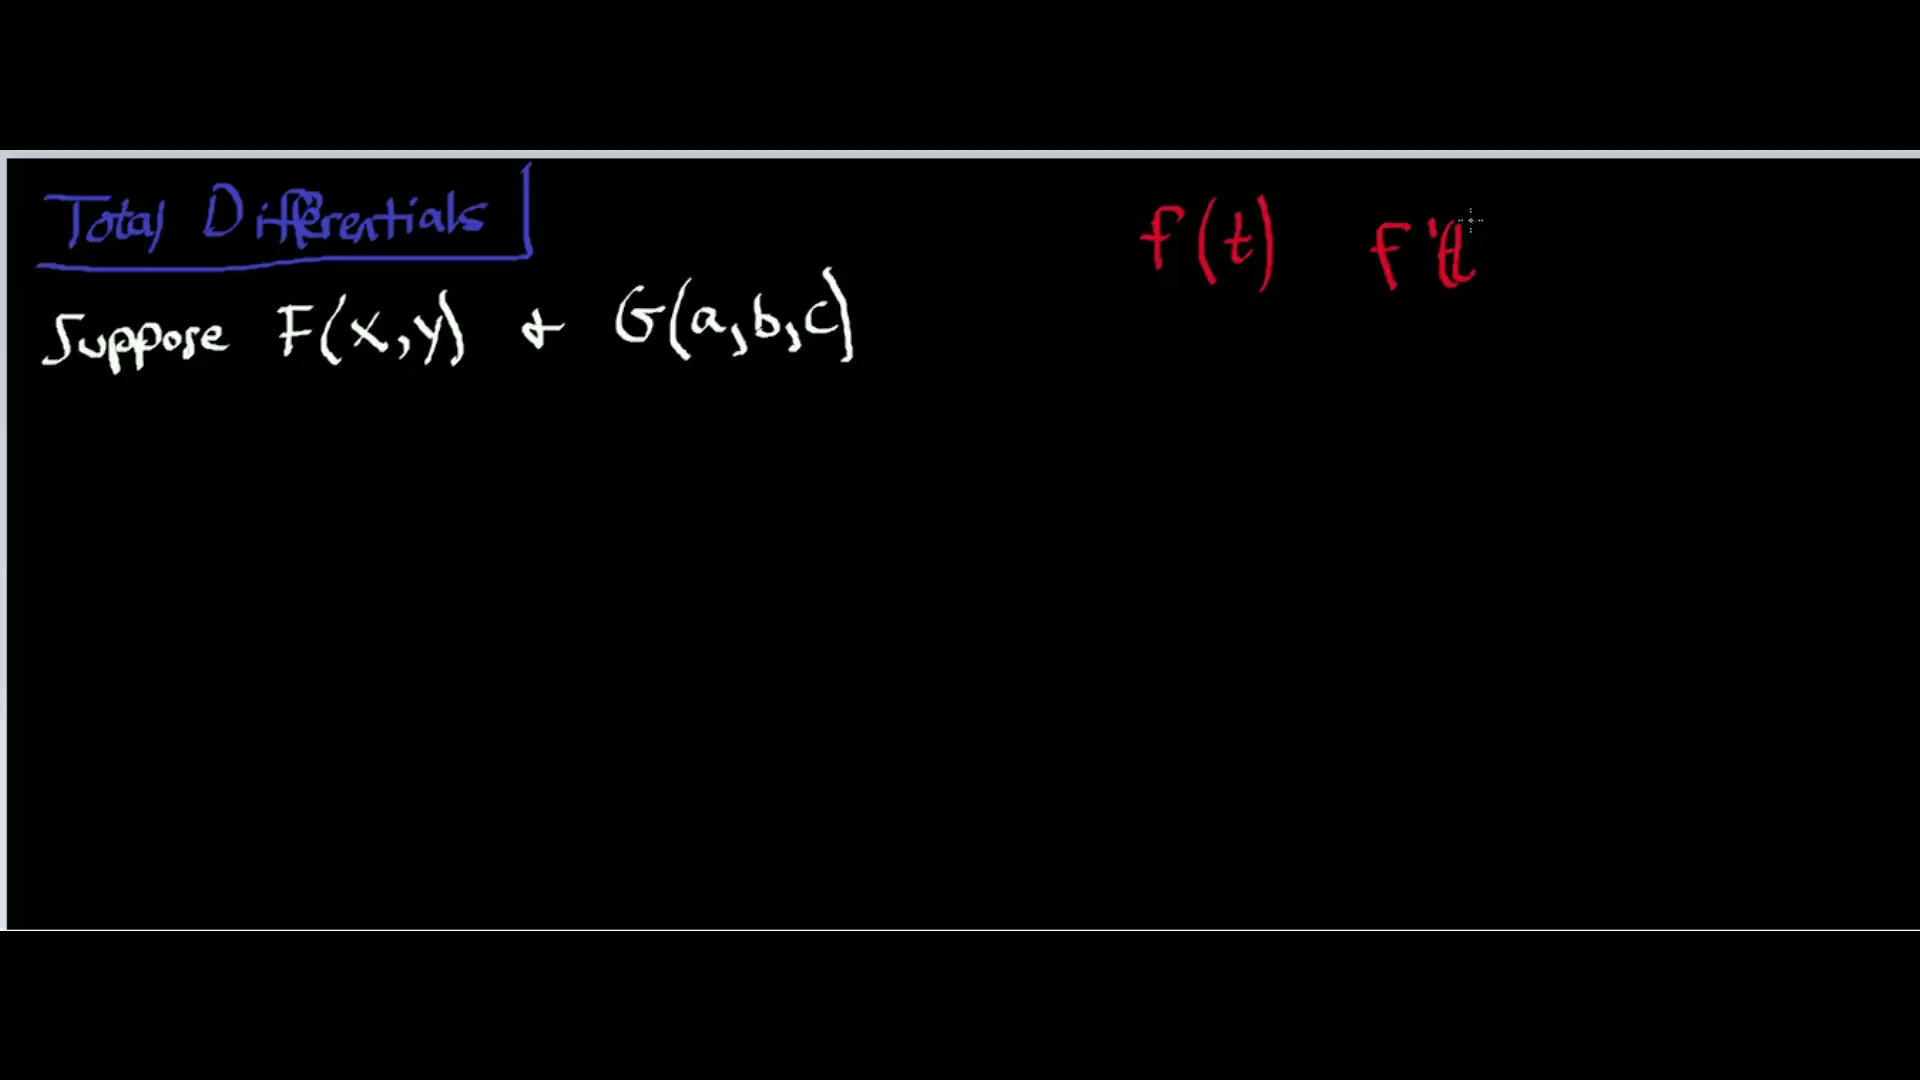 Total Differentials
f(t) f'(t
Suppose F(x,y) & G(a,b,c)